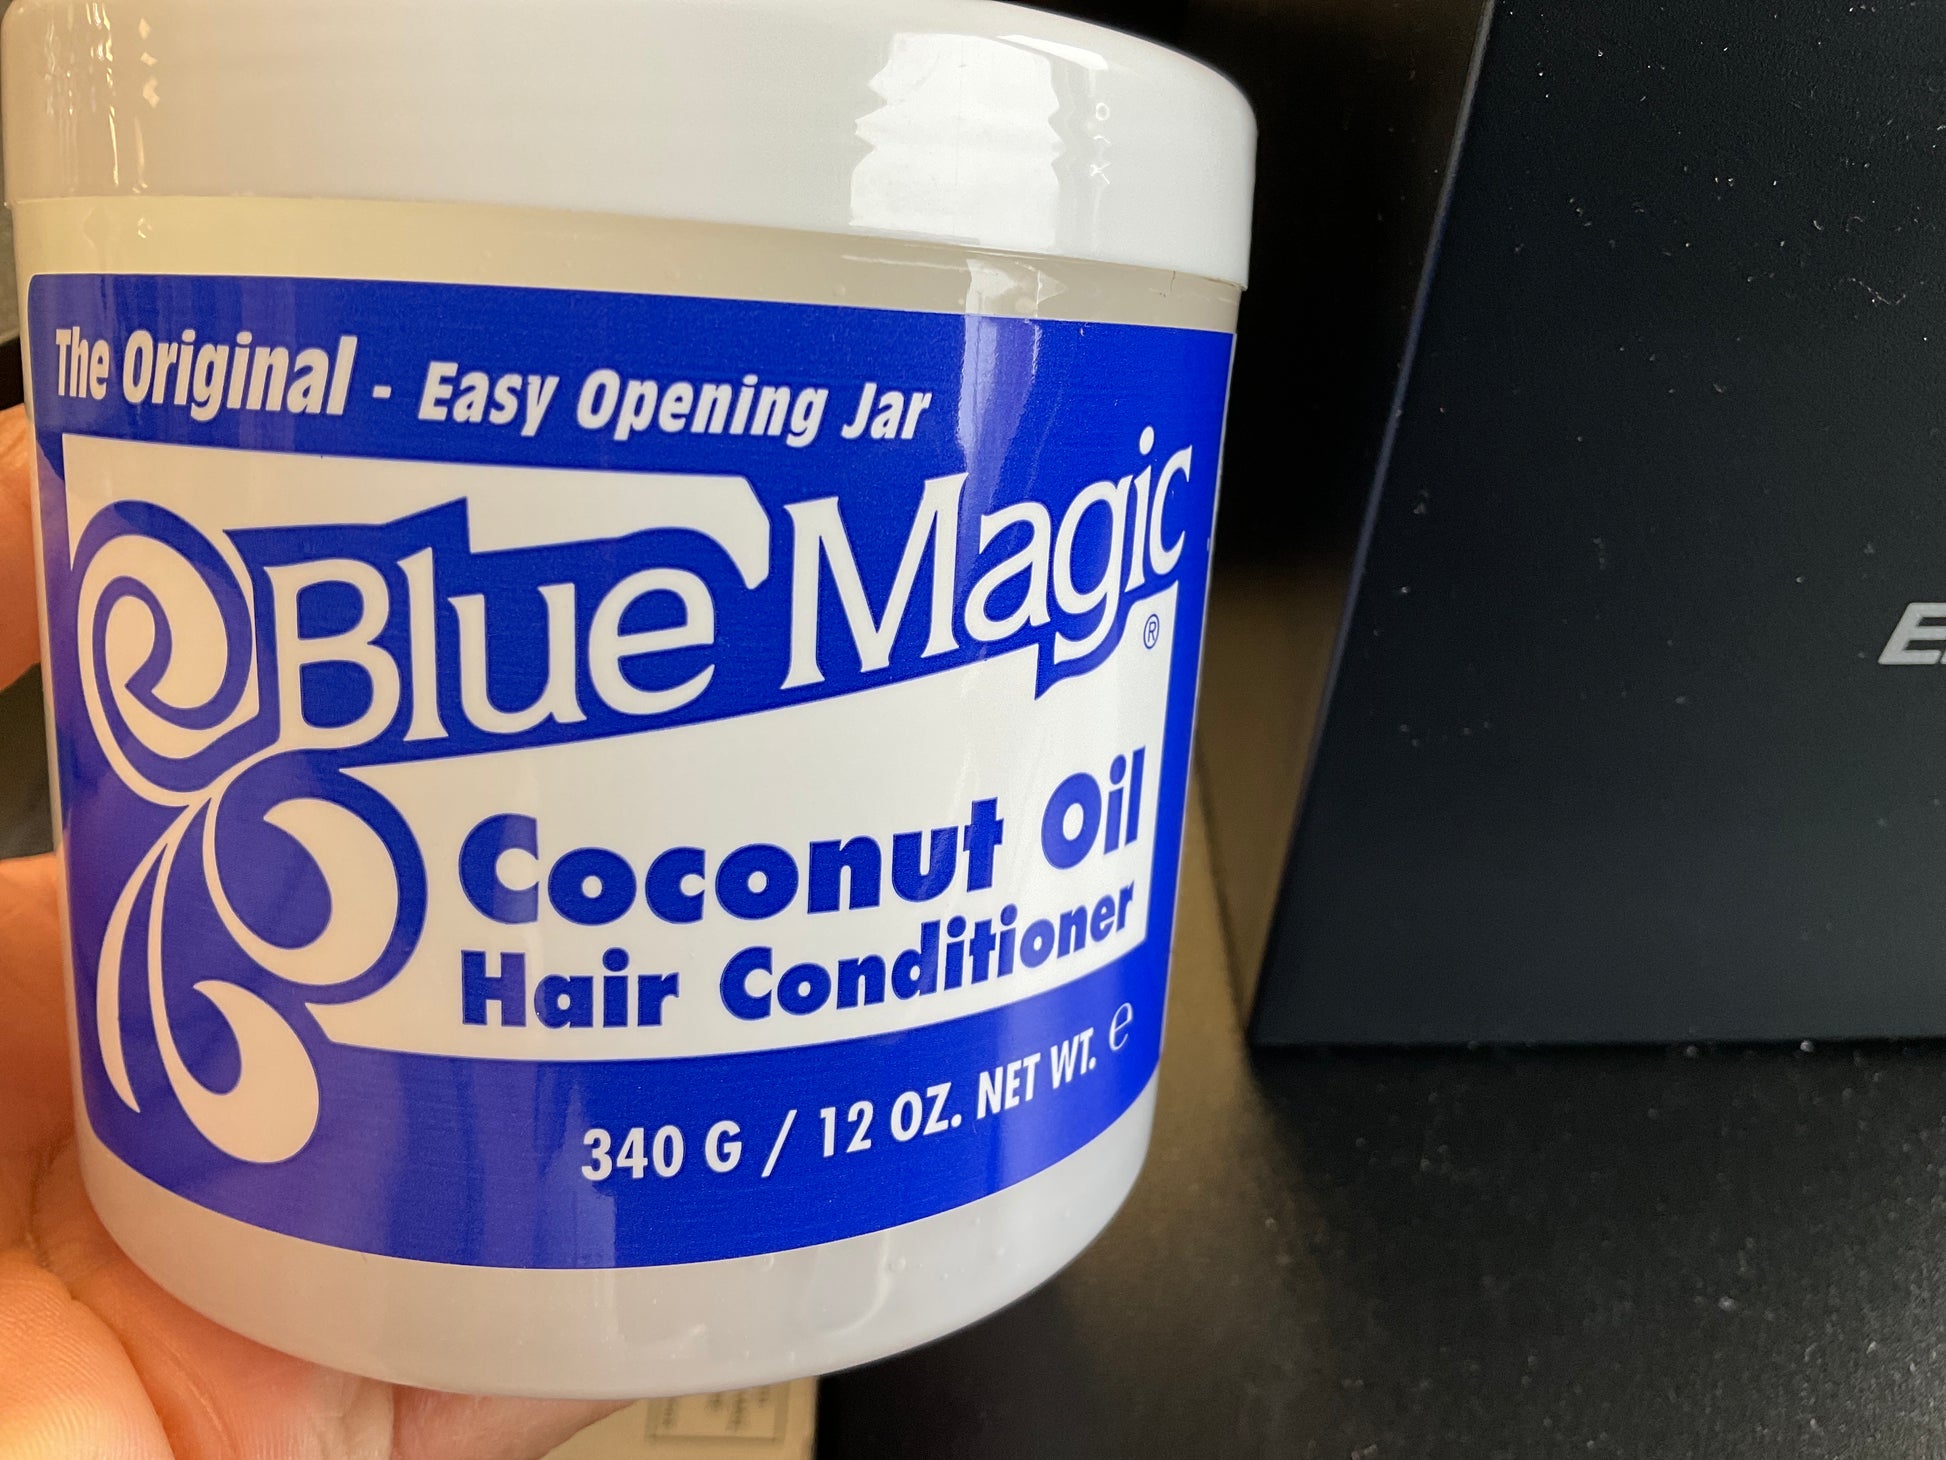 The Original - Easy Opening Jar
Blue Magic®
Coconut Oil
Hair Conditioner
340 G / 12 OZ. NET WT. ℮